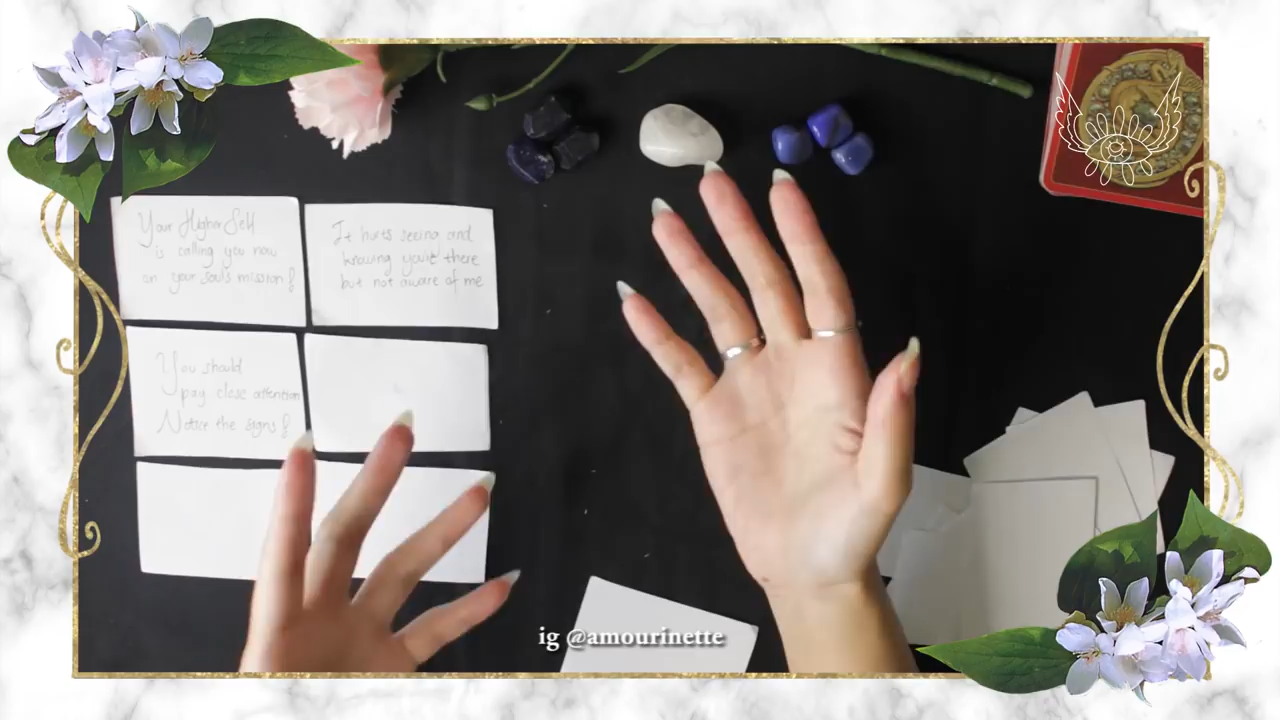 Your Higher Self
is calling you now
on your soul's mission!
It hurts seeing and
knowing you're there
but not aware of me
You should
pay close attention
Notice the signs!
ig @amourinette